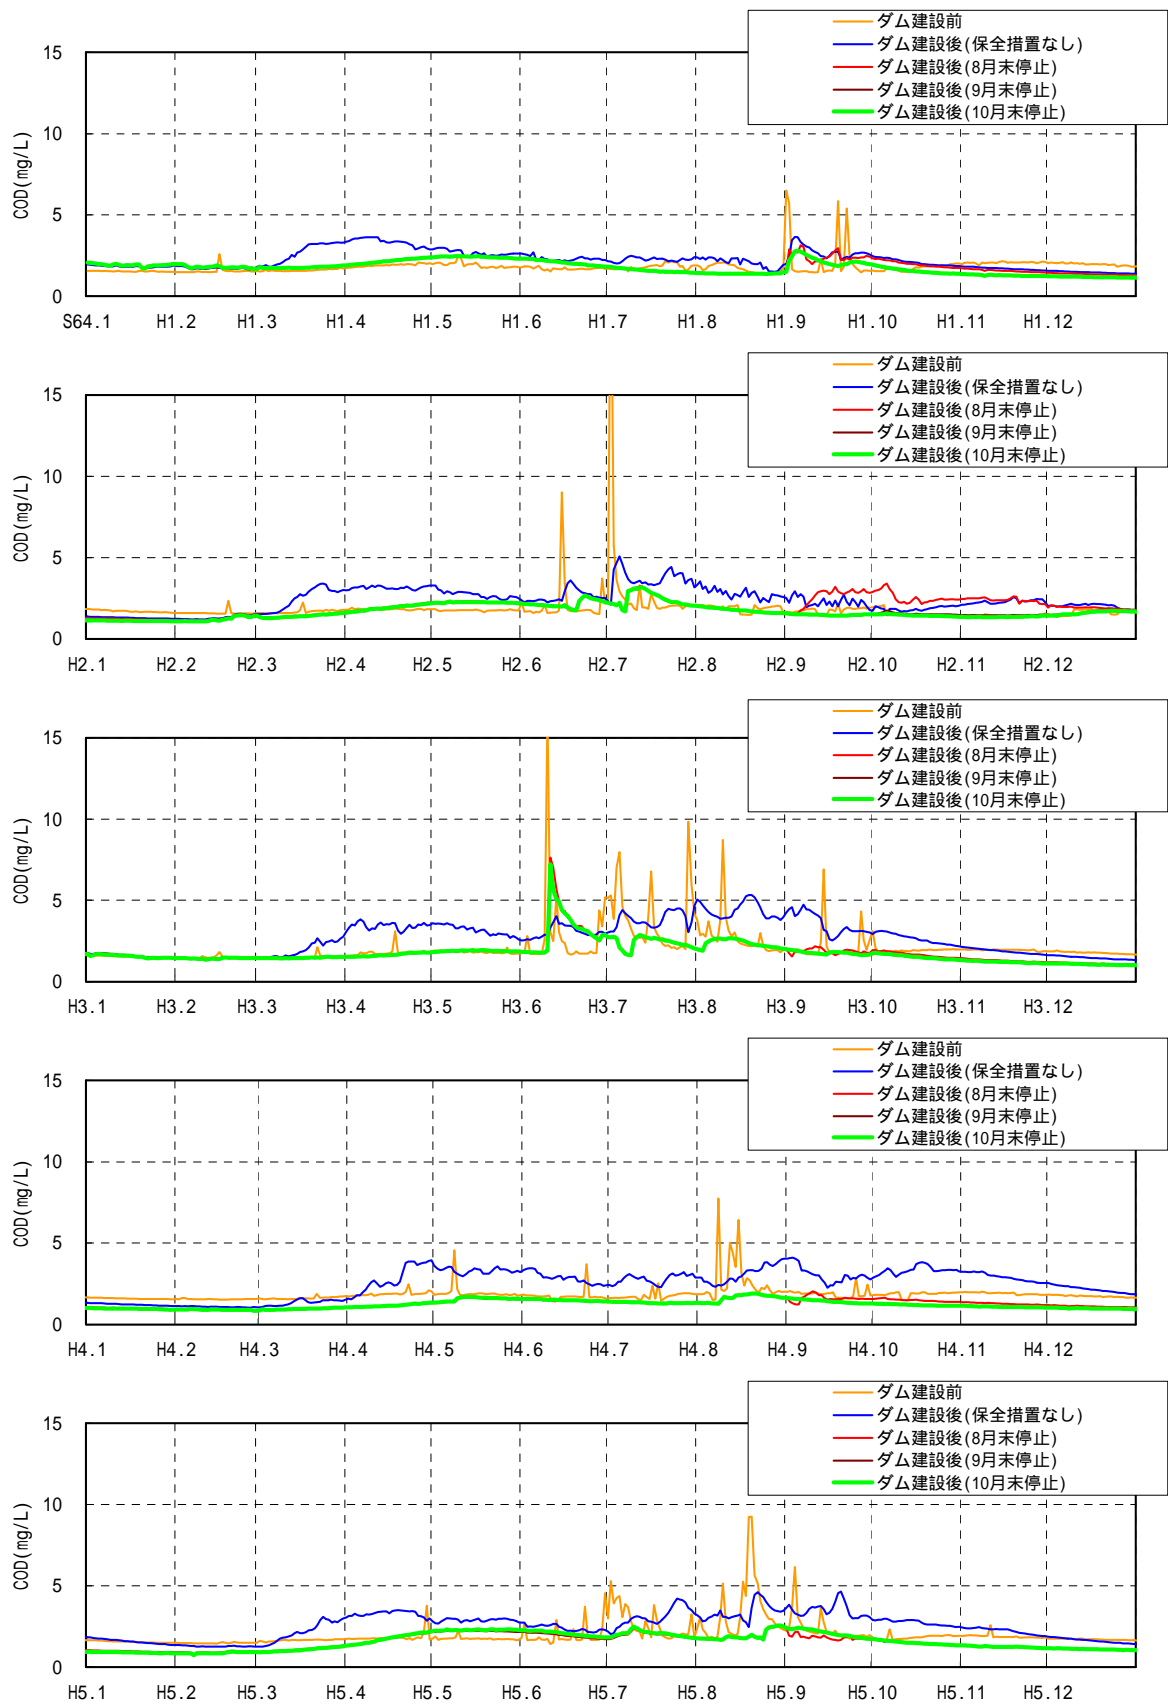 ダム建設前
ダム建設後(保全措置なし)
ダム建設後(8月末停止)
ダム建設後(9月末停止)
ダム建設後(10月末停止)
15
10
5
0
COD(mg/L)
S64.1 H1.2 H1.3 H1.4 H1.5 H1.6 H1.7 H1.8 H1.9 H1.10 H1.11 H1.12
ダム建設前
ダム建設後(保全措置なし)
ダム建設後(8月末停止)
ダム建設後(9月末停止)
ダム建設後(10月末停止)
15
10
5
0
COD(mg/L)
H2.1 H2.2 H2.3 H2.4 H2.5 H2.6 H2.7 H2.8 H2.9 H2.10 H2.11 H2.12
ダム建設前
ダム建設後(保全措置なし)
ダム建設後(8月末停止)
ダム建設後(9月末停止)
ダム建設後(10月末停止)
15
10
5
0
COD(mg/L)
H3.1 H3.2 H3.3 H3.4 H3.5 H3.6 H3.7 H3.8 H3.9 H3.10 H3.11 H3.12
ダム建設前
ダム建設後(保全措置なし)
ダム建設後(8月末停止)
ダム建設後(9月末停止)
ダム建設後(10月末停止)
15
10
5
0
COD(mg/L)
H4.1 H4.2 H4.3 H4.4 H4.5 H4.6 H4.7 H4.8 H4.9 H4.10 H4.11 H4.12
ダム建設前
ダム建設後(保全措置なし)
ダム建設後(8月末停止)
ダム建設後(9月末停止)
ダム建設後(10月末停止)
15
10
5
0
COD(mg/L)
H5.1 H5.2 H5.3 H5.4 H5.5 H5.6 H5.7 H5.8 H5.9 H5.10 H5.11 H5.12